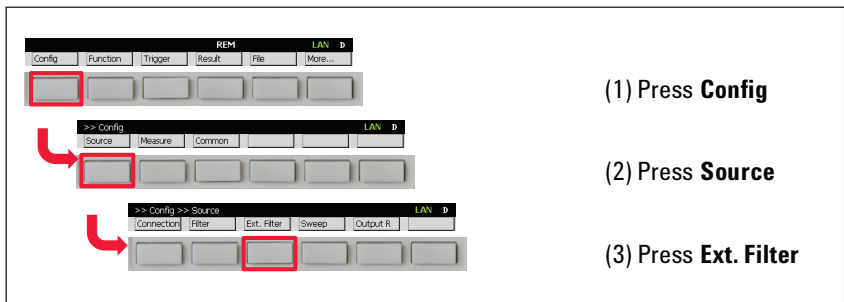 REM LAN D
Config Function Trigger Result File More...
(1) Press Config
>> Config LAN D
Source Measure Common
(2) Press Source
>> Config >> Source LAN D
Connection Filter Ext. Filter Sweep Output R
(3) Press Ext. Filter